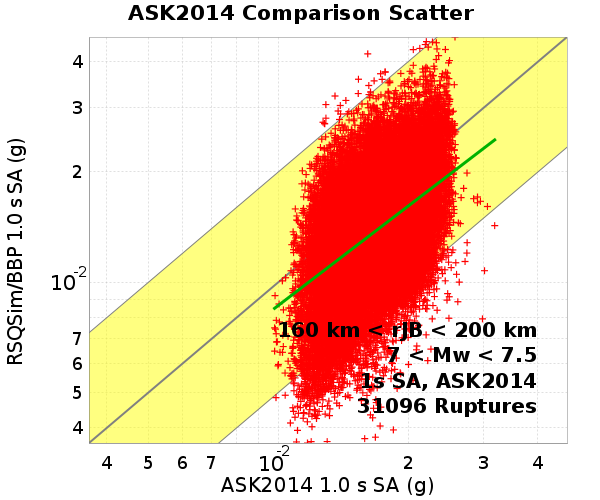 ASK2014 Comparison Scatter
RSQSim/BBP 1.0 s SA (g)
4
3
2
10-2
7
6
5
4
160 km < rJB < 200 km
7 < Mw < 7.5
1s SA, ASK2014
31096 Ruptures
4 5 6 7 10-2 2 3 4
ASK2014 1.0 s SA (g)